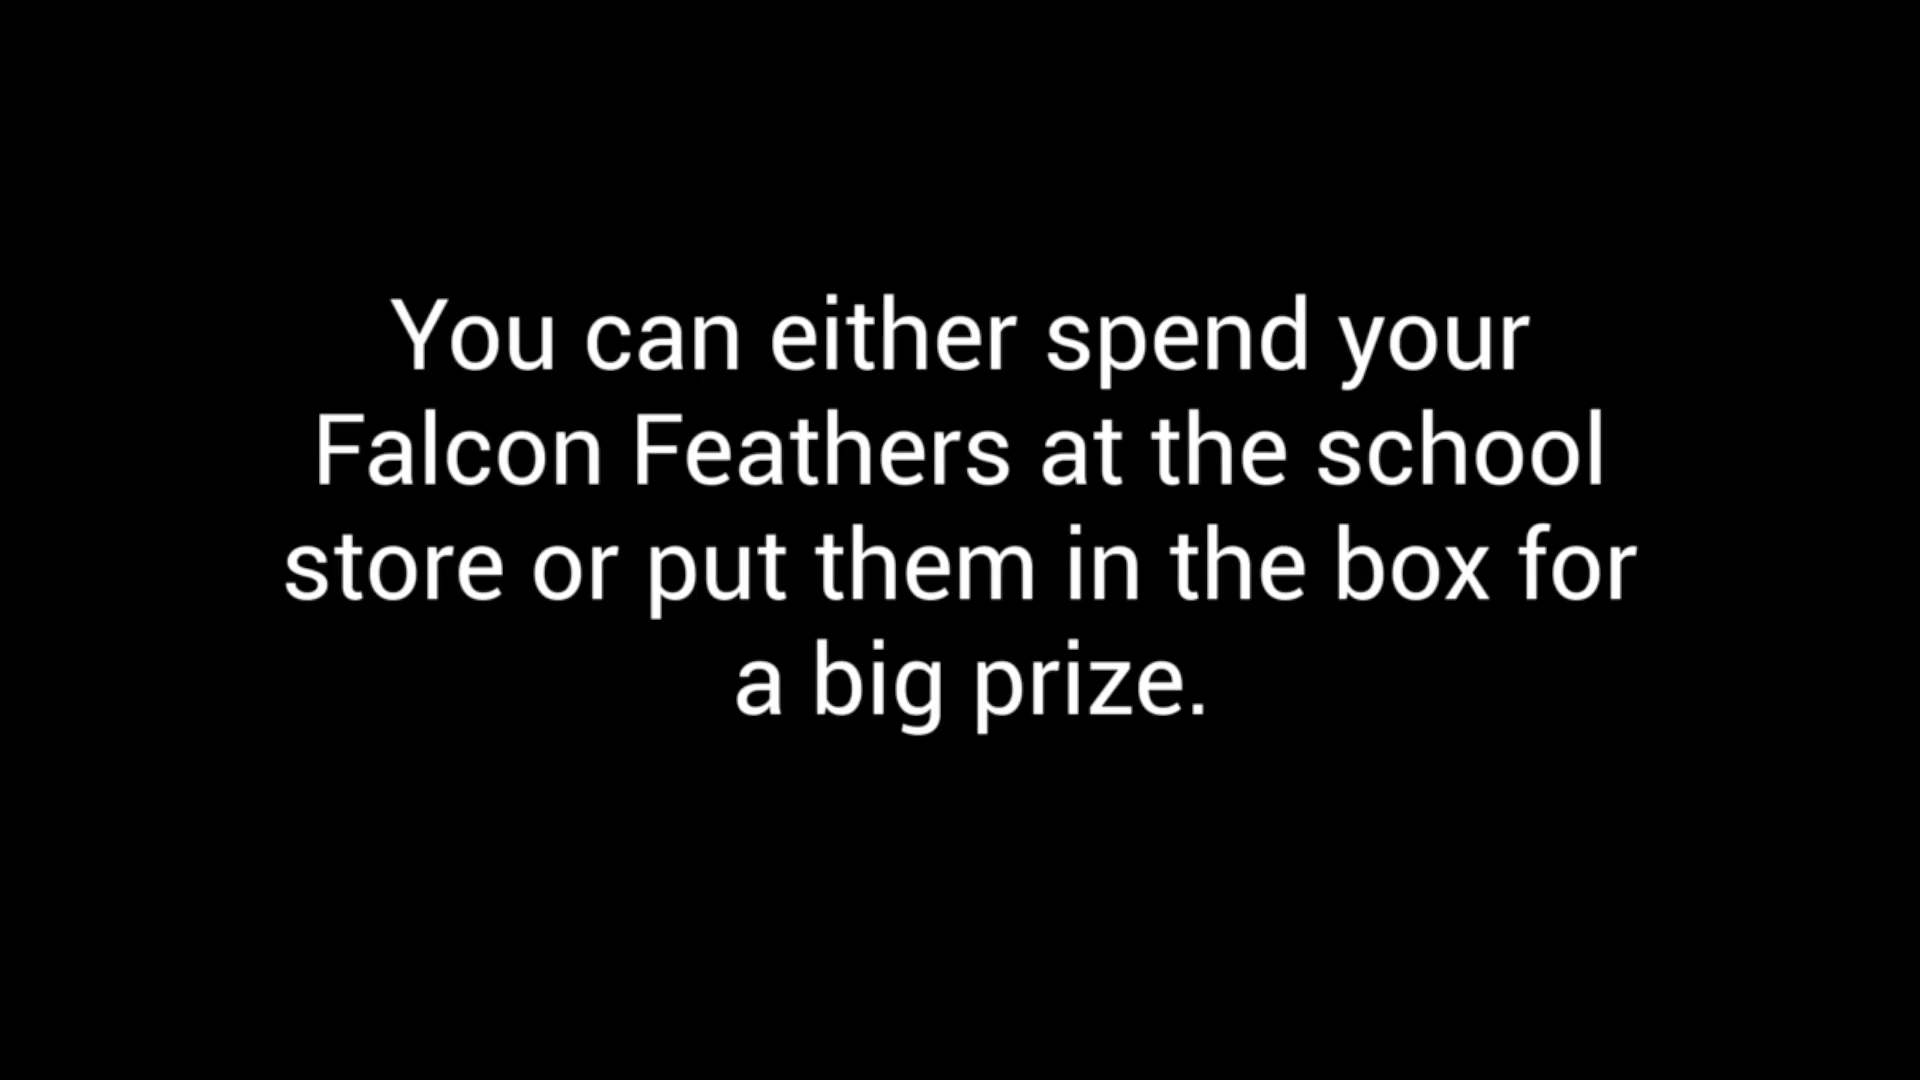 You can either spend your
Falcon Feathers at the school
store or put them in the box for
a big prize.